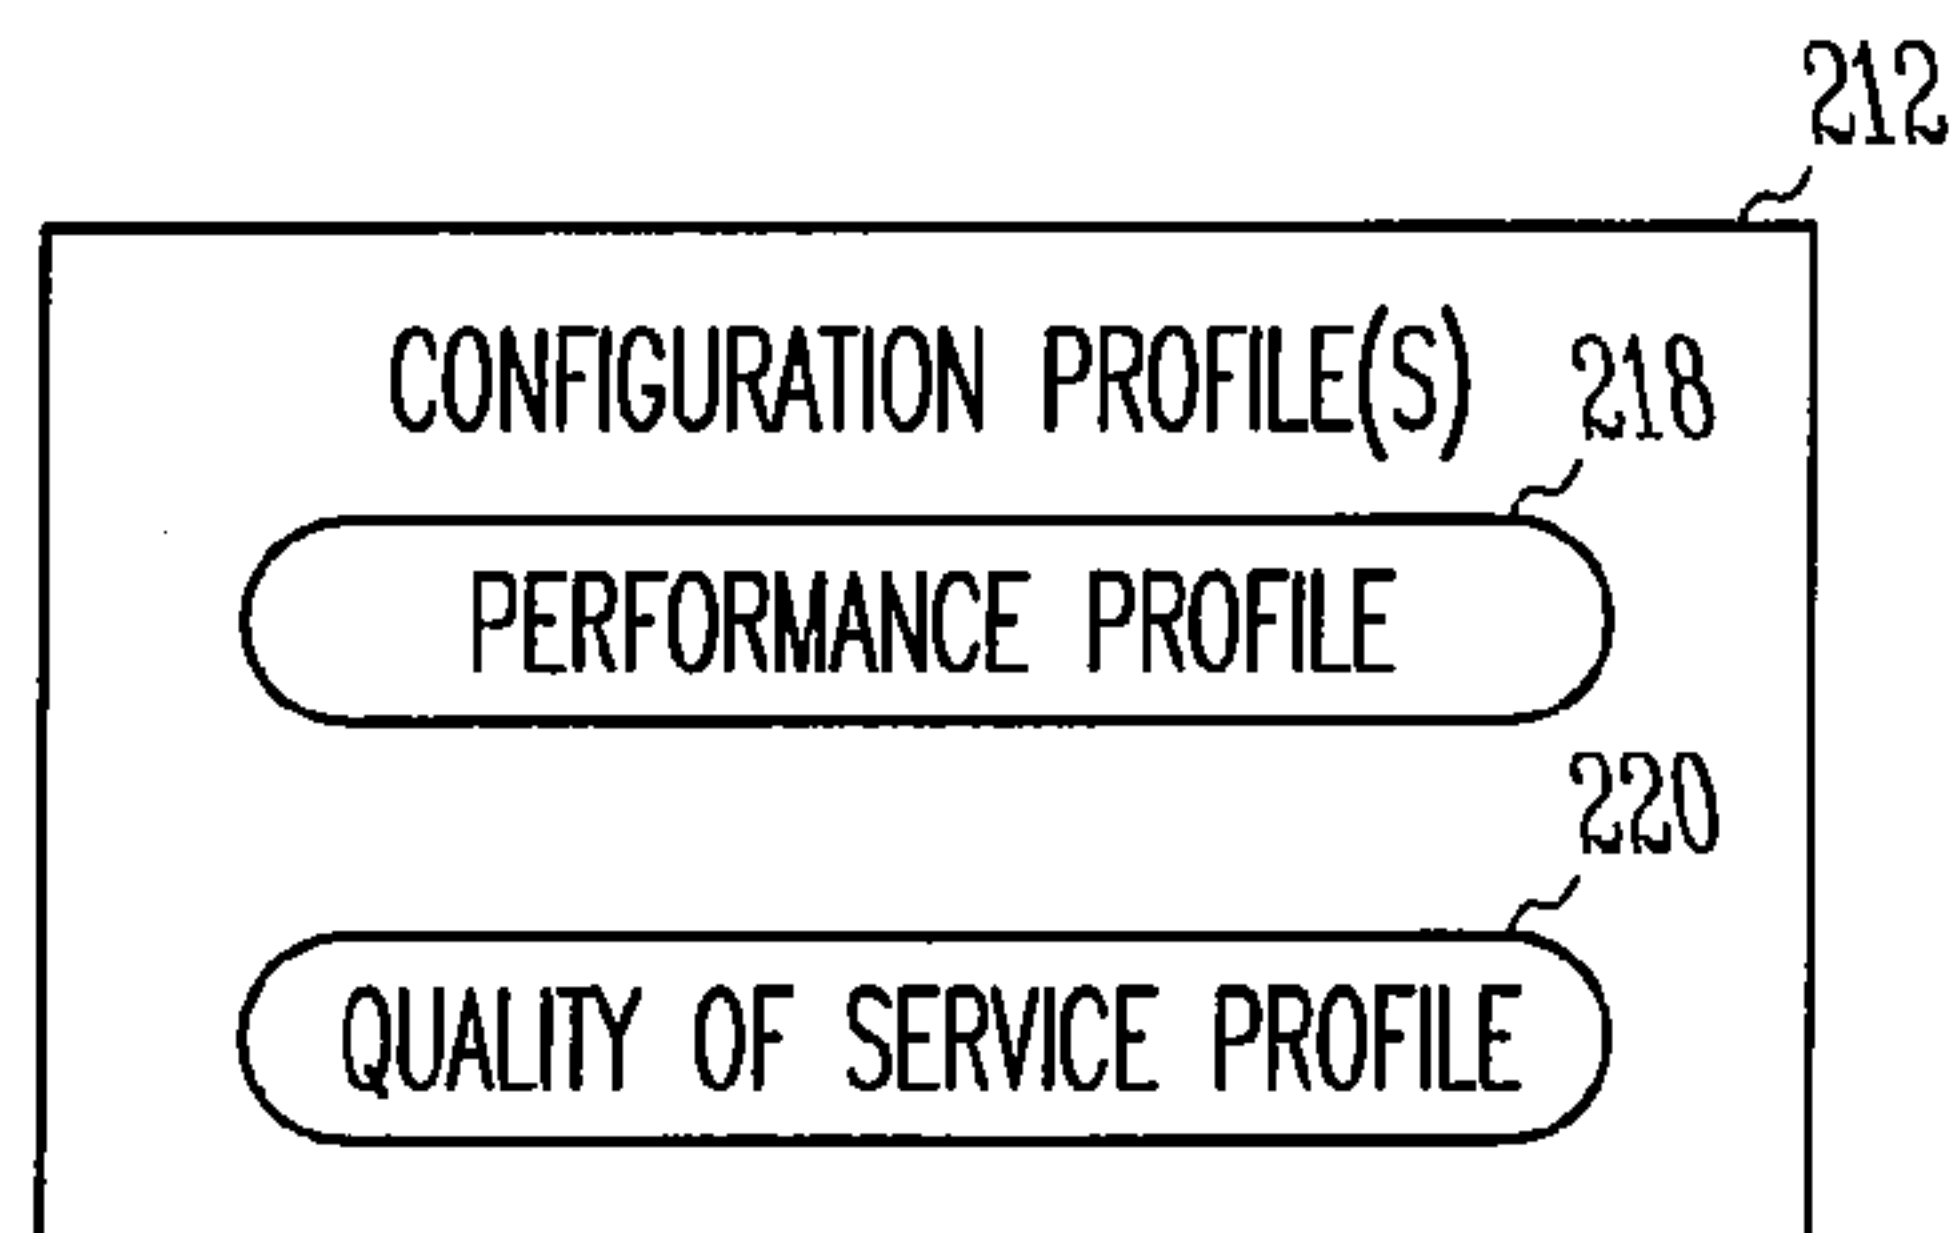 212
CONFIGURATION PROFILE(S)
218
PERFORMANCE PROFILE
220
QUALITY OF SERVICE PROFILE